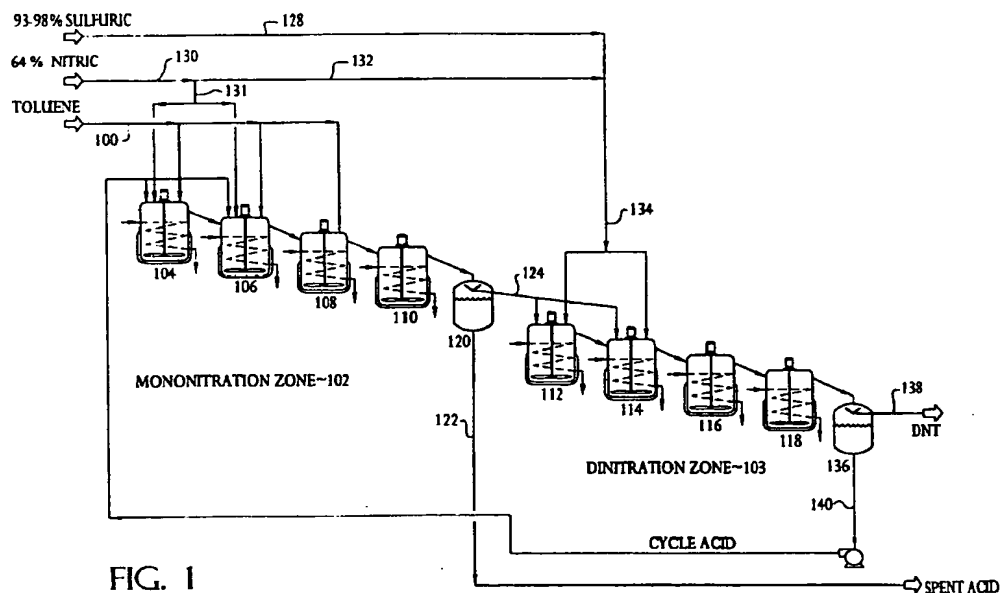 93-98% SULFURIC
128
64 % NITRIC
130
132
131
TOLUENE
100
134
104
106
108
110
124
120
112
114
116
118
138
DNT
136
MONONITRATION ZONE~102
122
DINITRATION ZONE~103
140
CYCLE ACID
FIG. 1
SPENT ACID